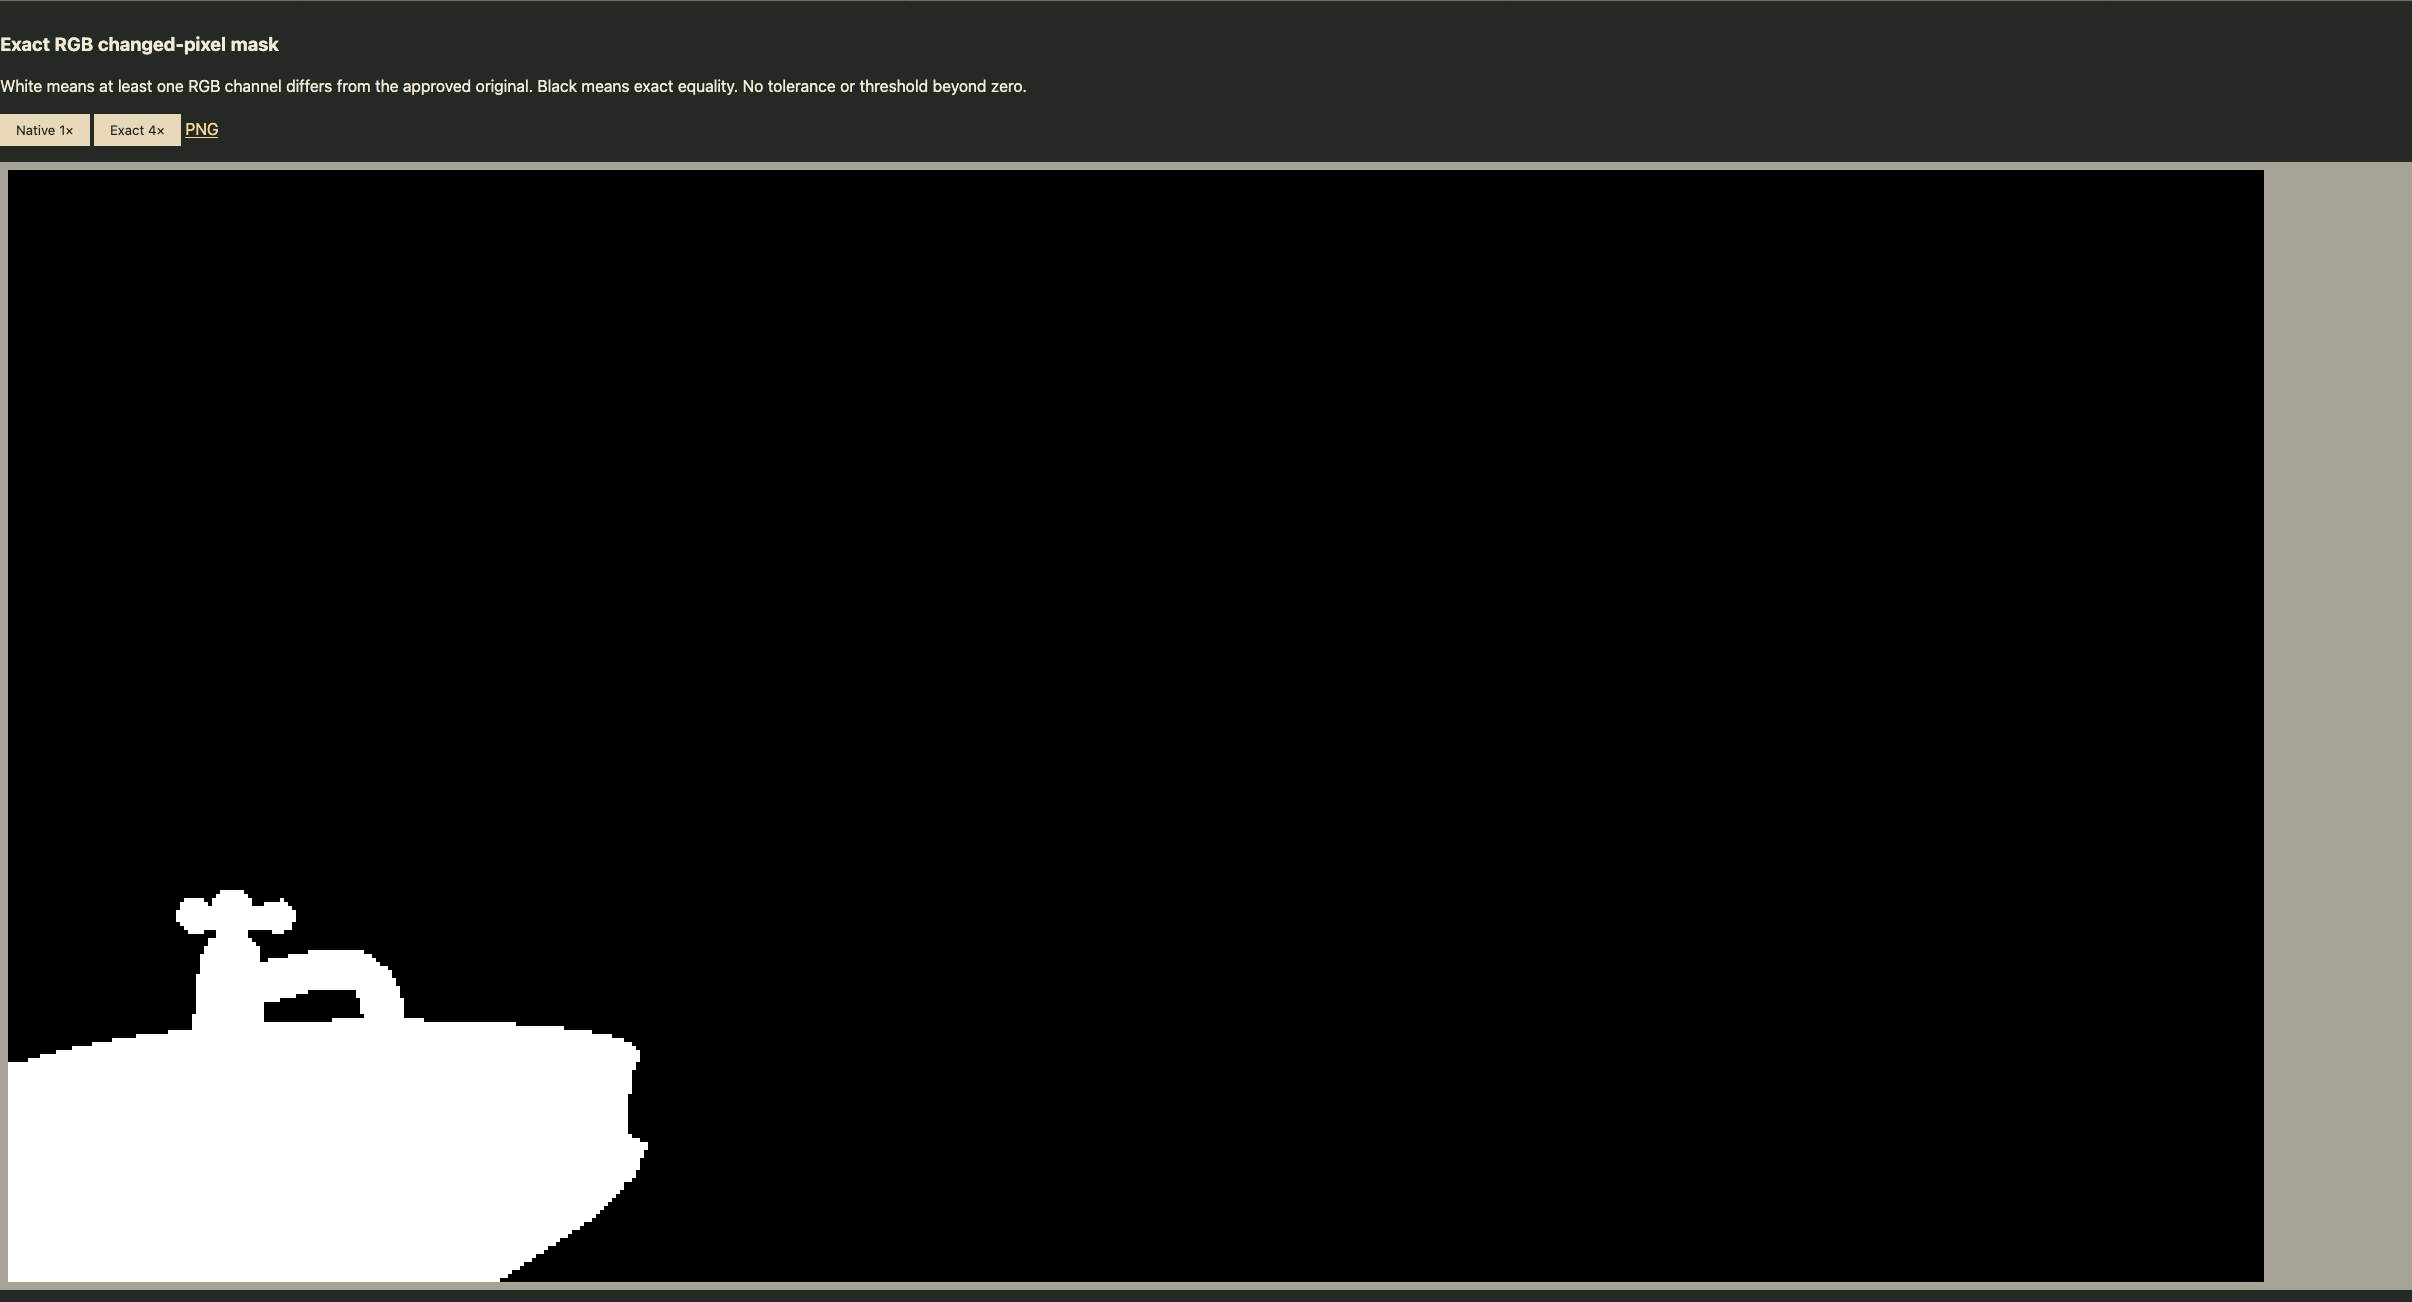 Exact RGB changed-pixel mask
White means at least one RGB channel differs from the approved original. Black means exact equality. No tolerance or threshold beyond zero.
Native 1× Exact 4× PNG